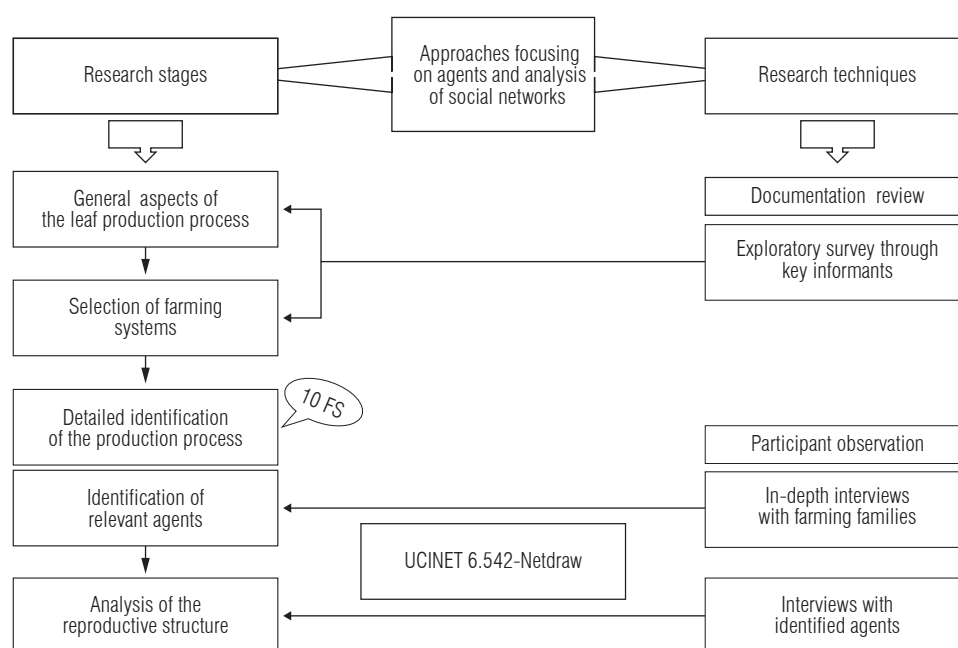 Research stages
Approaches focusing
on agents and analysis
of social networks
Research techniques
General aspects of
the leaf production process
Documentation review
Exploratory survey through
key informants
Selection of farming
systems
Detailed identification
of the production process
10 FS
Participant observation
Identification of
relevant agents
In-depth interviews
with farming families
UCINET 6.542-Netdraw
Analysis of the
reproductive structure
Interviews with
identified agents